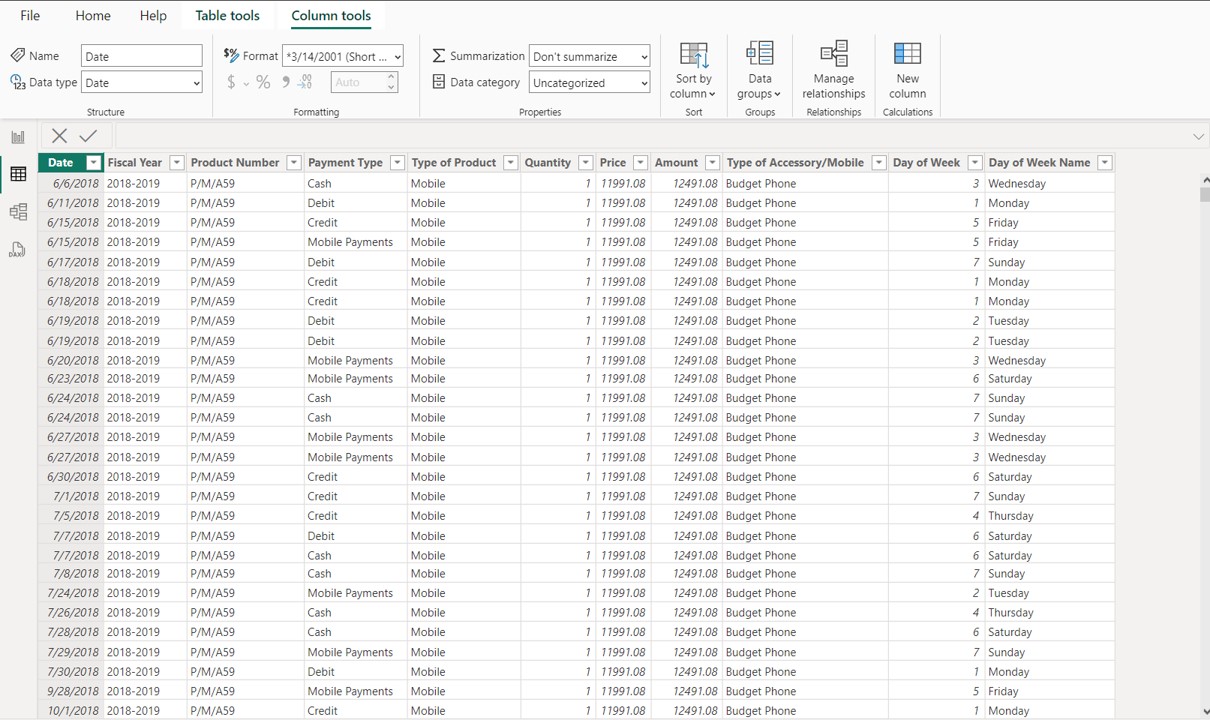 File Home Help Table tools Column tools
Name Date Format *3/14/2001 (Short ... Summarization Don't summarize Sort by column Data groups Manage relationships New column
123 Data type Date $ % 9 .00 Auto Data category Uncategorized
Structure Formatting Properties Sort Groups Relationships Calculations
Date Fiscal Year Product Number Payment Type Type of Product Quantity Price Amount Type of Accessory/Mobile Day of Week Day of Week Name
6/6/2018 2018-2019 P/M/A59 Cash Mobile 1 11991.08 12491.08 Budget Phone 3 Wednesday
6/11/2018 2018-2019 P/M/A59 Debit Mobile 1 11991.08 12491.08 Budget Phone 1 Monday
6/15/2018 2018-2019 P/M/A59 Credit Mobile 1 11991.08 12491.08 Budget Phone 5 Friday
6/15/2018 2018-2019 P/M/A59 Mobile Payments Mobile 1 11991.08 12491.08 Budget Phone 5 Friday
6/17/2018 2018-2019 P/M/A59 Debit Mobile 1 11991.08 12491.08 Budget Phone 7 Sunday
6/18/2018 2018-2019 P/M/A59 Credit Mobile 1 11991.08 12491.08 Budget Phone 1 Monday
6/18/2018 2018-2019 P/M/A59 Credit Mobile 1 11991.08 12491.08 Budget Phone 1 Monday
6/19/2018 2018-2019 P/M/A59 Debit Mobile 1 11991.08 12491.08 Budget Phone 2 Tuesday
6/19/2018 2018-2019 P/M/A59 Debit Mobile 1 11991.08 12491.08 Budget Phone 2 Tuesday
6/20/2018 2018-2019 P/M/A59 Mobile Payments Mobile 1 11991.08 12491.08 Budget Phone 3 Wednesday
6/23/2018 2018-2019 P/M/A59 Mobile Payments Mobile 1 11991.08 12491.08 Budget Phone 6 Saturday
6/24/2018 2018-2019 P/M/A59 Cash Mobile 1 11991.08 12491.08 Budget Phone 7 Sunday
6/24/2018 2018-2019 P/M/A59 Cash Mobile 1 11991.08 12491.08 Budget Phone 7 Sunday
6/27/2018 2018-2019 P/M/A59 Mobile Payments Mobile 1 11991.08 12491.08 Budget Phone 3 Wednesday
6/27/2018 2018-2019 P/M/A59 Mobile Payments Mobile 1 11991.08 12491.08 Budget Phone 3 Wednesday
6/30/2018 2018-2019 P/M/A59 Credit Mobile 1 11991.08 12491.08 Budget Phone 6 Saturday
7/1/2018 2018-2019 P/M/A59 Credit Mobile 1 11991.08 12491.08 Budget Phone 7 Sunday
7/5/2018 2018-2019 P/M/A59 Credit Mobile 1 11991.08 12491.08 Budget Phone 4 Thursday
7/7/2018 2018-2019 P/M/A59 Debit Mobile 1 11991.08 12491.08 Budget Phone 6 Saturday
7/7/2018 2018-2019 P/M/A59 Cash Mobile 1 11991.08 12491.08 Budget Phone 6 Saturday
7/8/2018 2018-2019 P/M/A59 Cash Mobile 1 11991.08 12491.08 Budget Phone 7 Sunday
7/24/2018 2018-2019 P/M/A59 Mobile Payments Mobile 1 11991.08 12491.08 Budget Phone 2 Tuesday
7/26/2018 2018-2019 P/M/A59 Cash Mobile 1 11991.08 12491.08 Budget Phone 4 Thursday
7/28/2018 2018-2019 P/M/A59 Cash Mobile 1 11991.08 12491.08 Budget Phone 6 Saturday
7/29/2018 2018-2019 P/M/A59 Mobile Payments Mobile 1 11991.08 12491.08 Budget Phone 7 Sunday
7/30/2018 2018-2019 P/M/A59 Debit Mobile 1 11991.08 12491.08 Budget Phone 1 Monday
9/28/2018 2018-2019 P/M/A59 Mobile Payments Mobile 1 11991.08 12491.08 Budget Phone 5 Friday
10/1/2018 2018-2019 P/M/A59 Credit Mobile 1 11991.08 12491.08 Budget Phone 1 Monday
DAX